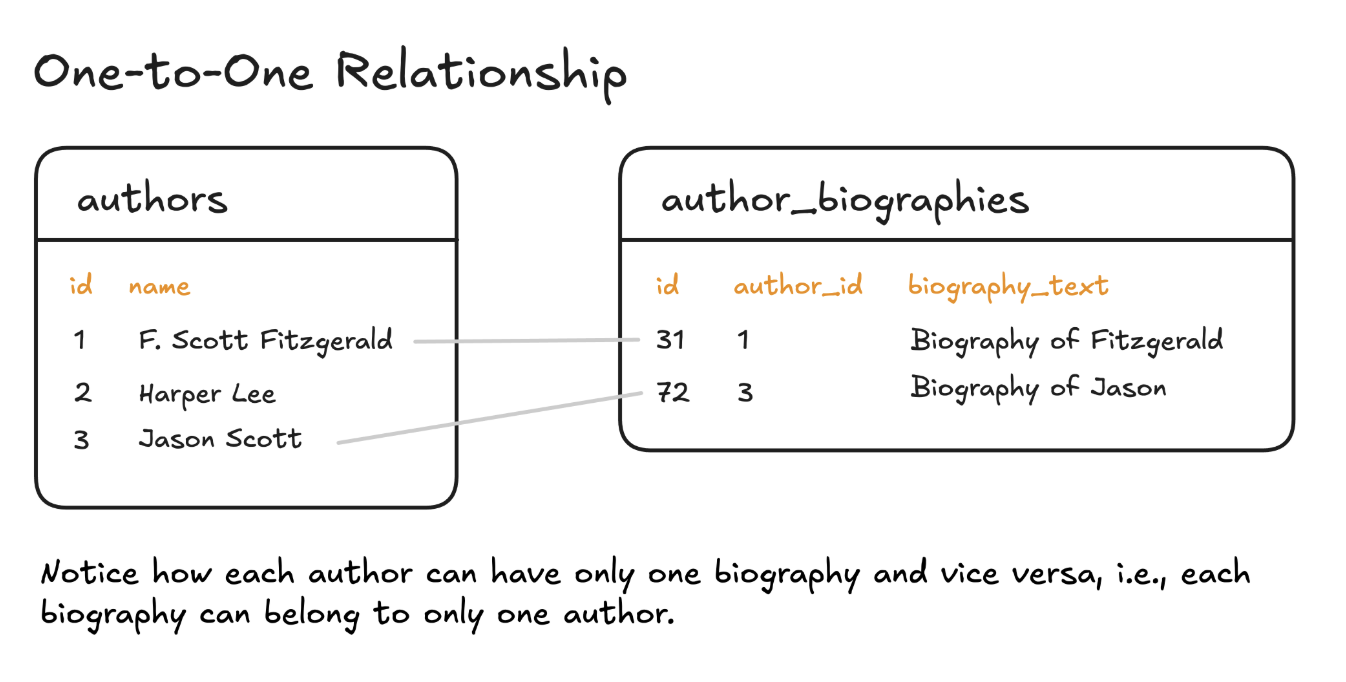 One-to-One Relationship
authors
id name
1 F. Scott Fitzgerald
2 Harper Lee
3 Jason Scott
author_biographies
id author_id biography_text
31 1 Biography of Fitzgerald
72 3 Biography of Jason
Notice how each author can have only one biography and vice versa, i.e., each
biography can belong to only one author.